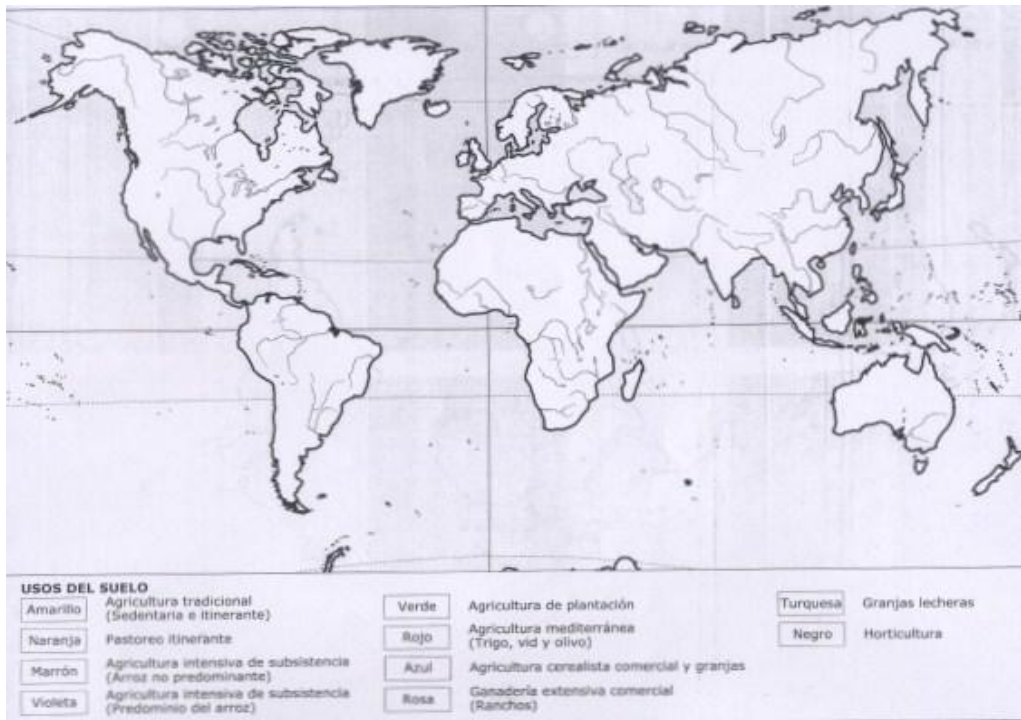 USOS DEL SUELO
Amarillo
Agricultura tradicional
(Sedentaria e itinerante)
Naranja
Pastoreo itinerante
Marrón
Agricultura intensiva de subsistencia
(Arroz no predominante)
Violeta
Agricultura intensiva de subsistencia
(Predominio del arroz)
Verde
Agricultura de plantación
Rojo
Agricultura mediterránea
(Trigo, vid y olivo)
Azul
Agricultura cerealista comercial y granjas
Rosa
Ganadería extensiva comercial
(Ranchos)
Turquesa
Granjas lecheras
Negro
Horticultura